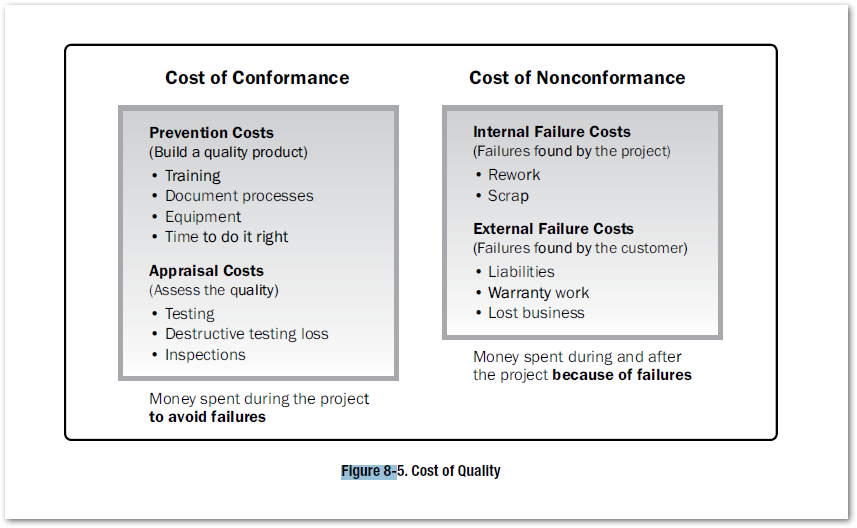 Cost of Conformance
Prevention Costs
(Build a quality product)
• Training
• Document processes
• Equipment
• Time to do it right
Appraisal Costs
(Assess the quality)
• Testing
• Destructive testing loss
• Inspections
Money spent during the project
to avoid failures
Cost of Nonconformance
Internal Failure Costs
(Failures found by the project)
• Rework
• Scrap
External Failure Costs
(Failures found by the customer)
• Liabilities
• Warranty work
• Lost business
Money spent during and after
the project because of failures
Figure 8-5. Cost of Quality